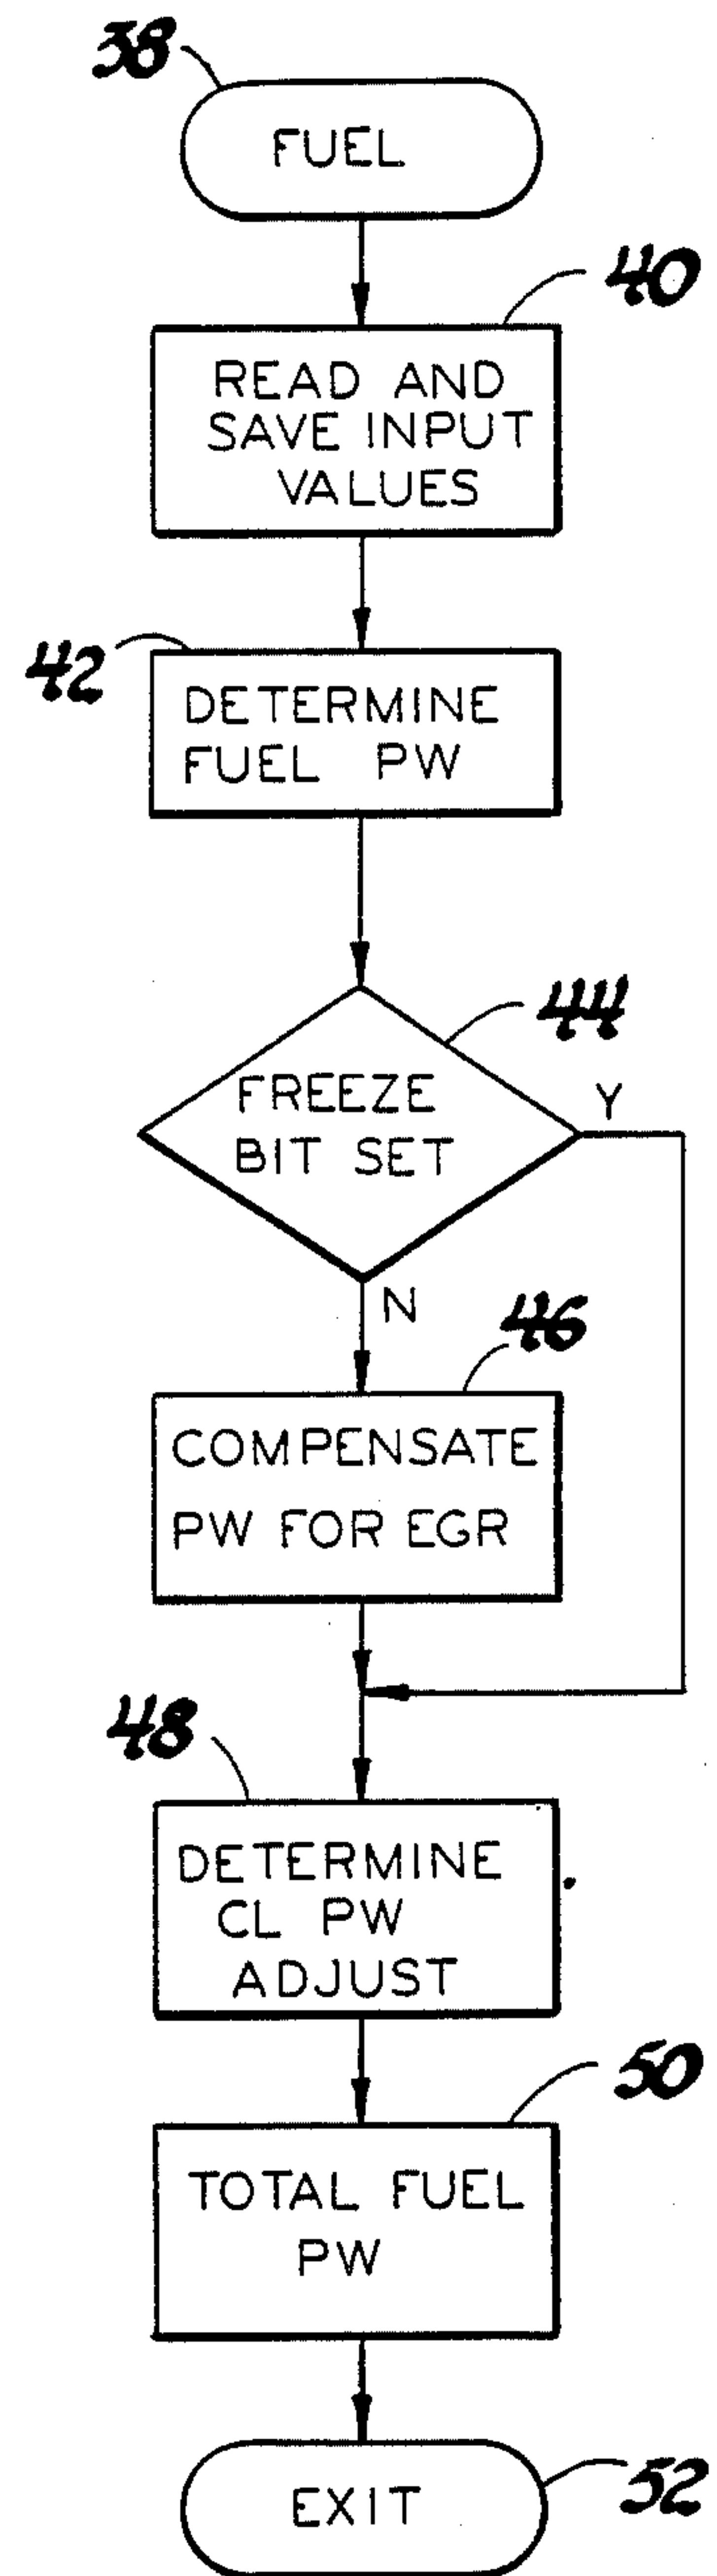 38
FUEL
40
READ AND
SAVE INPUT
VALUES
42
DETERMINE
FUEL PW
44
FREEZE
BIT SET
Y
N
46
COMPENSATE
PW FOR EGR
48
DETERMINE
CL PW
ADJUST
50
TOTAL FUEL
PW
EXIT
52